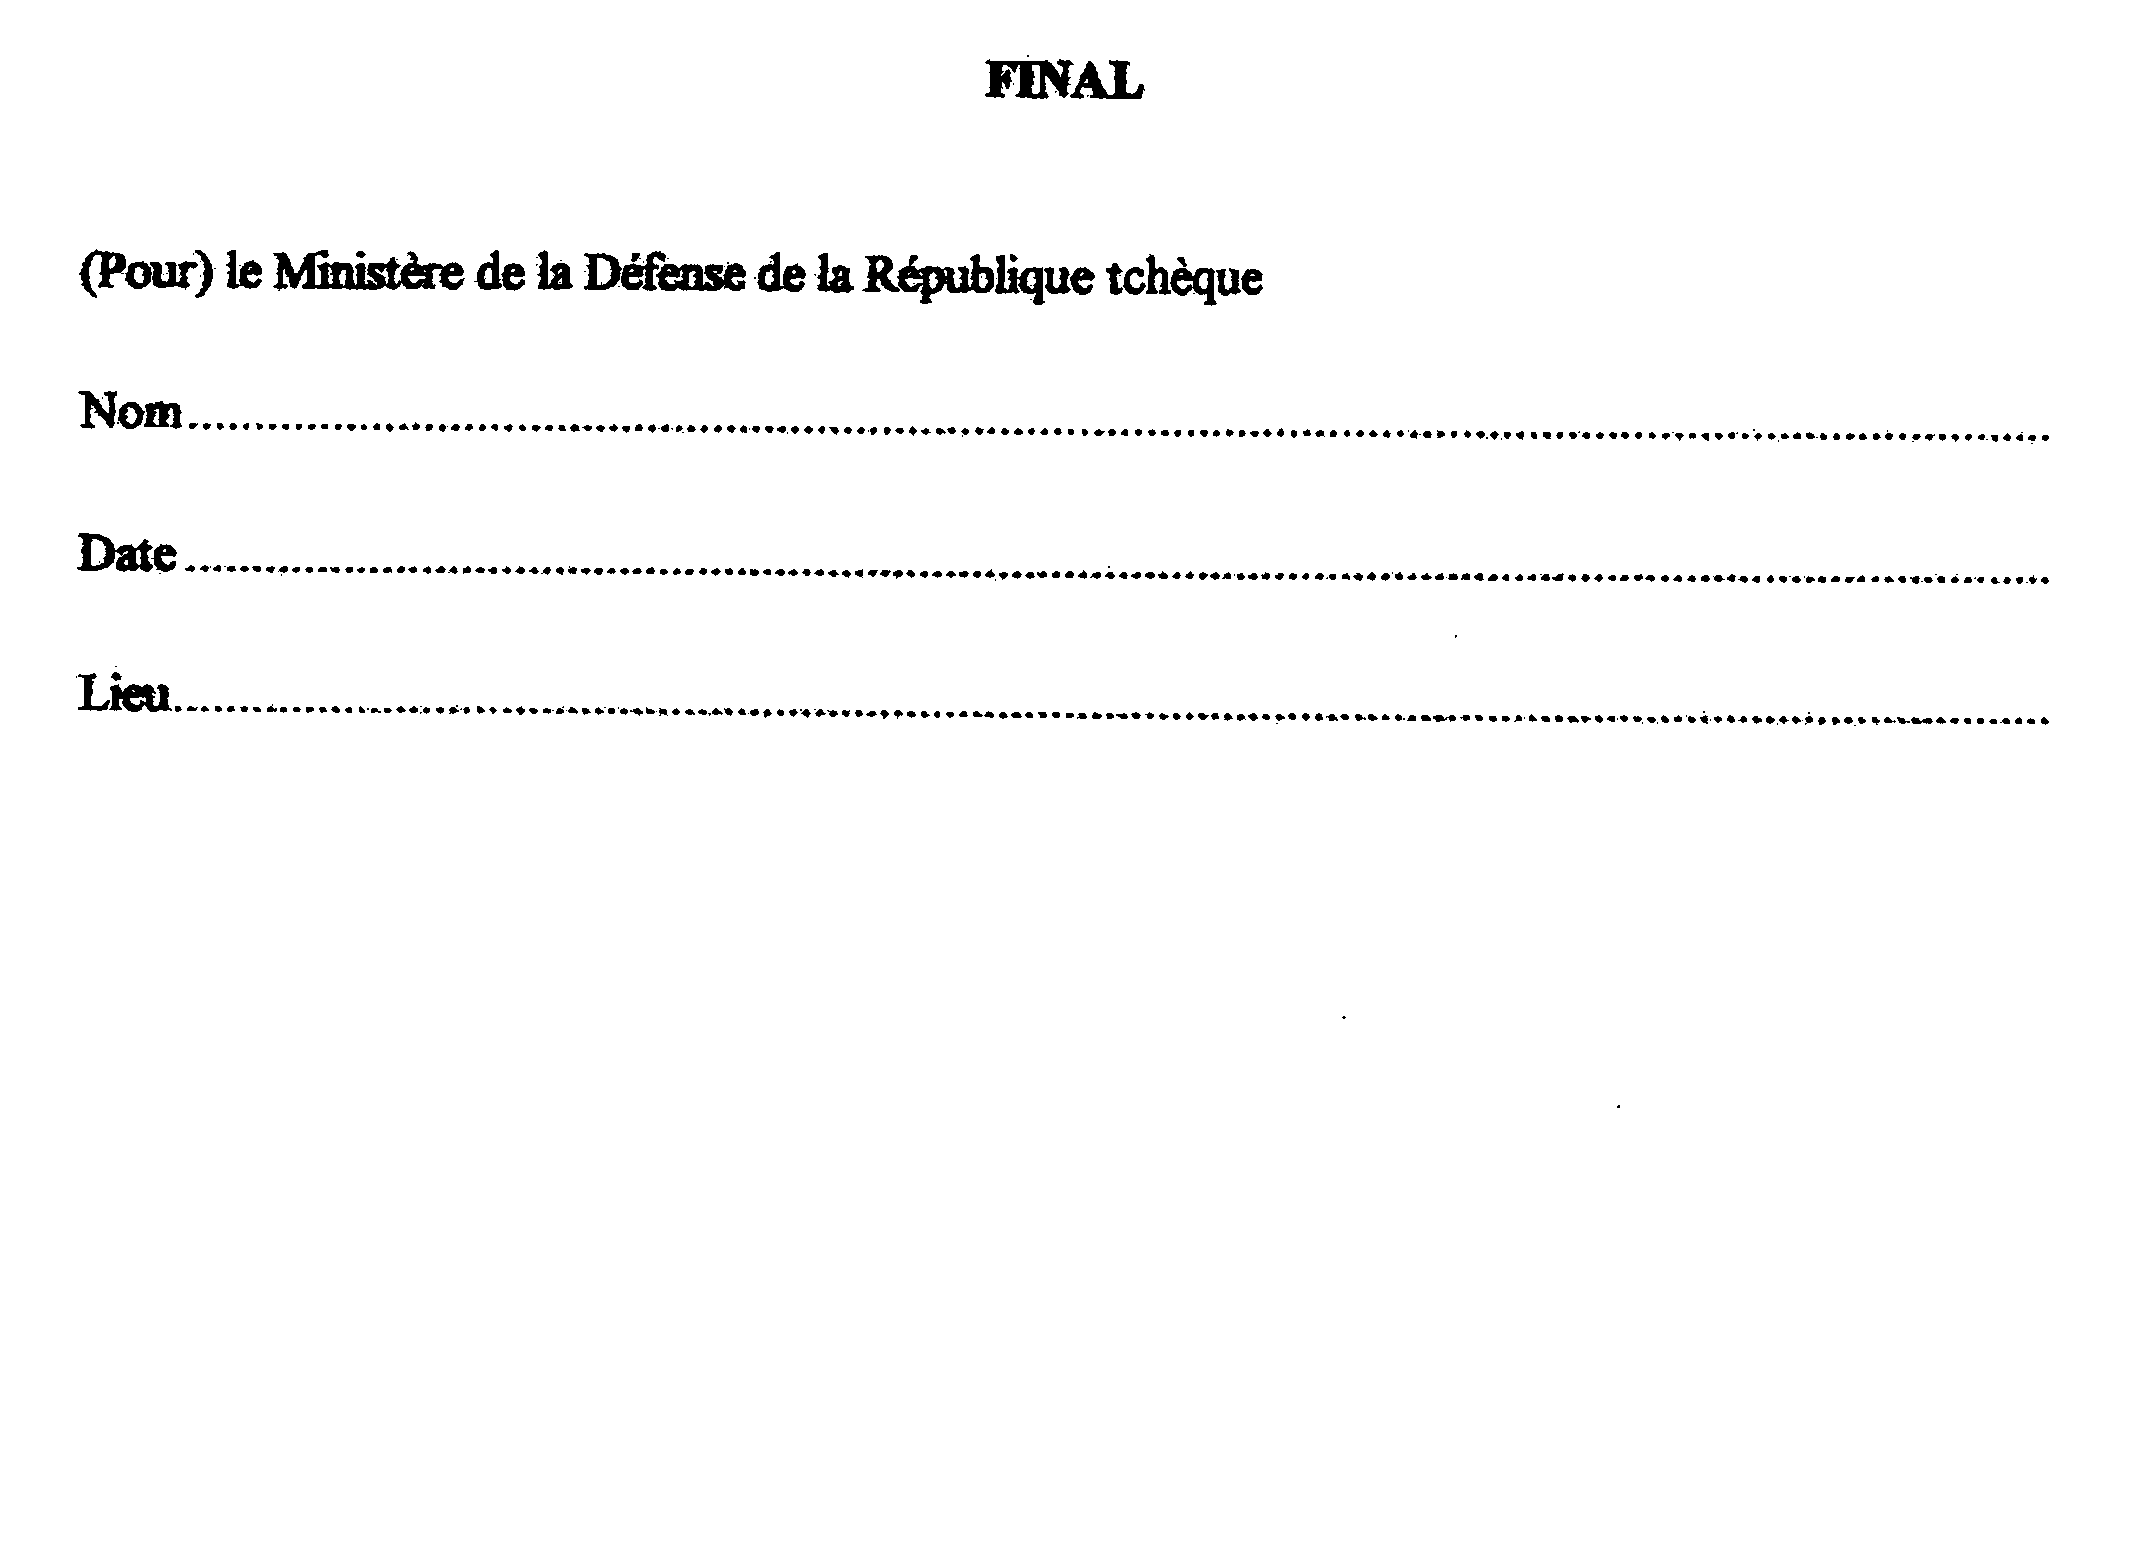 FINAL
(Pour) le Ministère de la Défense de la République tchèque
Nom........................................................................................................................
Date........................................................................................................................
Lieu........................................................................................................................